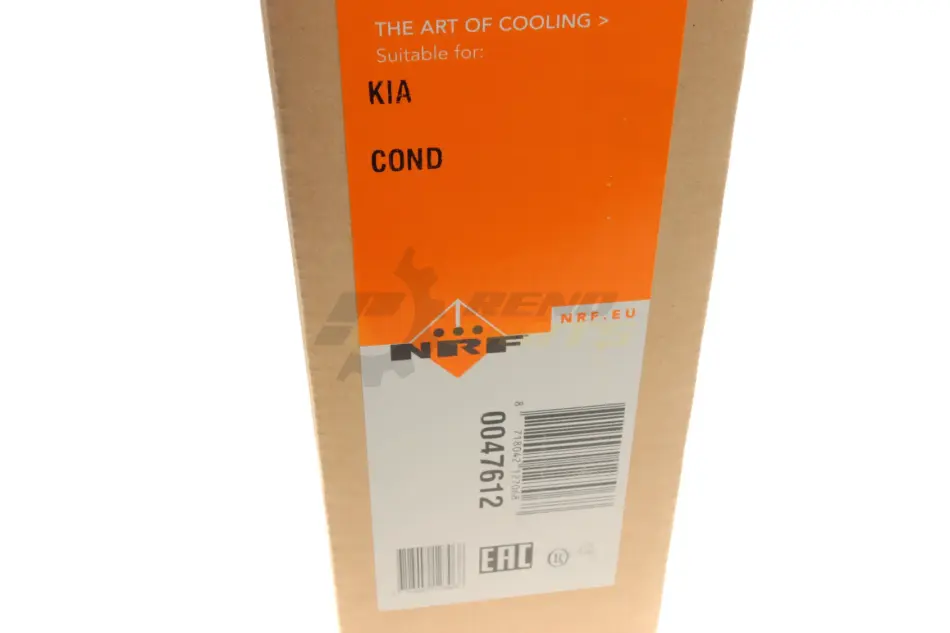 THE ART OF COOLING >
Suitable for:
KIA
COND
NRF.EU
NRF
0047612
EAC